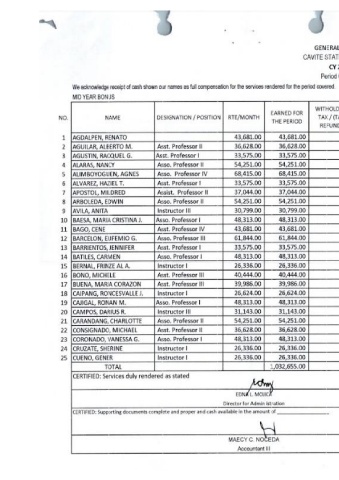 GENERAL
CAVITE STAT
CY 2
Period
We acknowledge receipt of cash shown our names as full compensation for the services rendered for the period covered.
MID YEAR BONUS
NO. NAME DESIGNATION / POSITION RTE/MONTH EARNED FOR THE PERIOD WITHHOLD TAX / (TA REFUND
1 AGDALPEN, RENATO 43,681.00 43,681.00
2 AGUILAR, ALBERTO M. Asst. Professor II 36,628.00 36,628.00
3 AGUSTIN, RACQUEL G. Asst. Professor I 33,575.00 33,575.00
4 ALARAS, NANCY Asso. Professor II 54,251.00 54,251.00
5 ALIMBOYOGUEN, AGNES Asso. Professor IV 68,415.00 68,415.00
6 ALVAREZ, HAZIEL T. Asst. Professor I 33,575.00 33,575.00
7 APOSTOL, MILDRED Assist. Professor II 37,044.00 37,044.00
8 ARBOLEDA, EDWIN Asso. Professor II 54,251.00 54,251.00
9 AVILA, ANITA Instructor III 30,799.00 30,799.00
10 BAESA, MARIA CRISTINA J. Asso. Professor I 48,313.00 48,313.00
11 BAGO, CENE Asst. Professor IV 43,681.00 43,681.00
12 BARCELON, EUFEMIO G. Asso. Professor III 61,844.00 61,844.00
13 BARRIENTOS, JENNIFER Asst. Professor I 33,575.00 33,575.00
14 BATILES, CARMEN Asso. Professor I 48,313.00 48,313.00
15 BERNAL, FRINZE AL A. Instructor I 26,336.00 26,336.00
16 BONO, MICHELE Asst. Professor III 40,444.00 40,444.00
17 BUENA, MARIA CORAZON Asst. Professor III 39,986.00 39,986.00
18 CAIPANG, RONCESVALLE J. Instructor I 26,624.00 26,624.00
19 CAJIGAL, RONAN M. Asso. Professor I 48,313.00 48,313.00
20 CAMPOS, DARIUS R. Instructor III 31,143.00 31,143.00
21 CARANDANG, CHARLOTTE Asso. Professor II 54,251.00 54,251.00
22 CONSIGNADO, MICHAEL Asst. Professor II 36,628.00 36,628.00
23 CORONADO, VANESSA G. Asso. Professor I 48,313.00 48,313.00
24 CRUZATE, SHERINE Instructor I 26,336.00 26,336.00
25 CUENO, GENER Instructor I 26,336.00 26,336.00
TOTAL 1,032,655.00
CERTIFIED: Services duly rendered as stated
EDNA L. MOJICA
Director for Admin istration
CERTIFIED: Supporting documents complete and proper and cash available in the amount of
MAECY G. NOCEDA
Accountant III